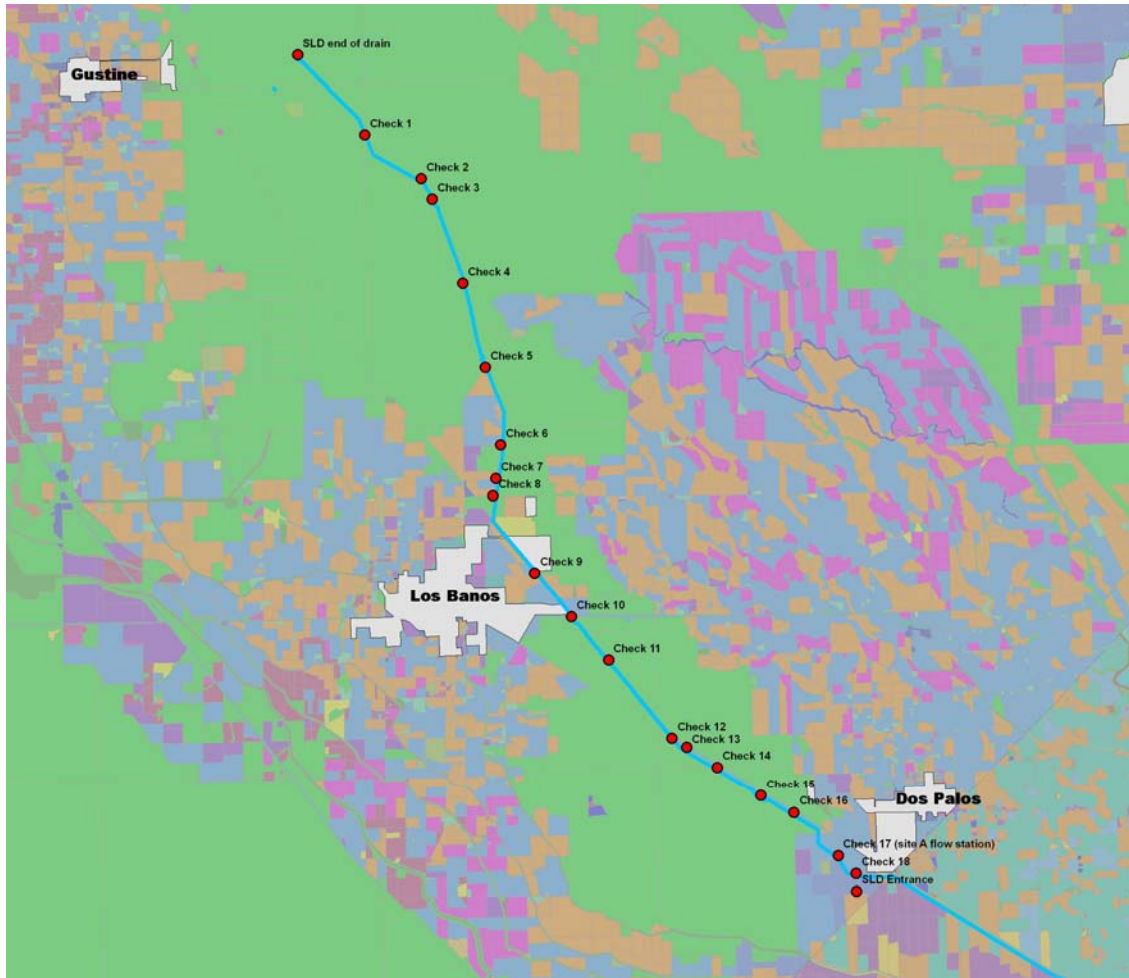 SLD end of drain
Gustine
Check 1
Check 2
Check 3
Check 4
Check 5
Check 6
Check 7
Check 8
Check 9
Los Banos
Check 10
Check 11
Check 12
Check 13
Check 14
Check 15
Dos Palos
Check 16
Check 17 (site A flow station)
Check 18
SLD Entrance